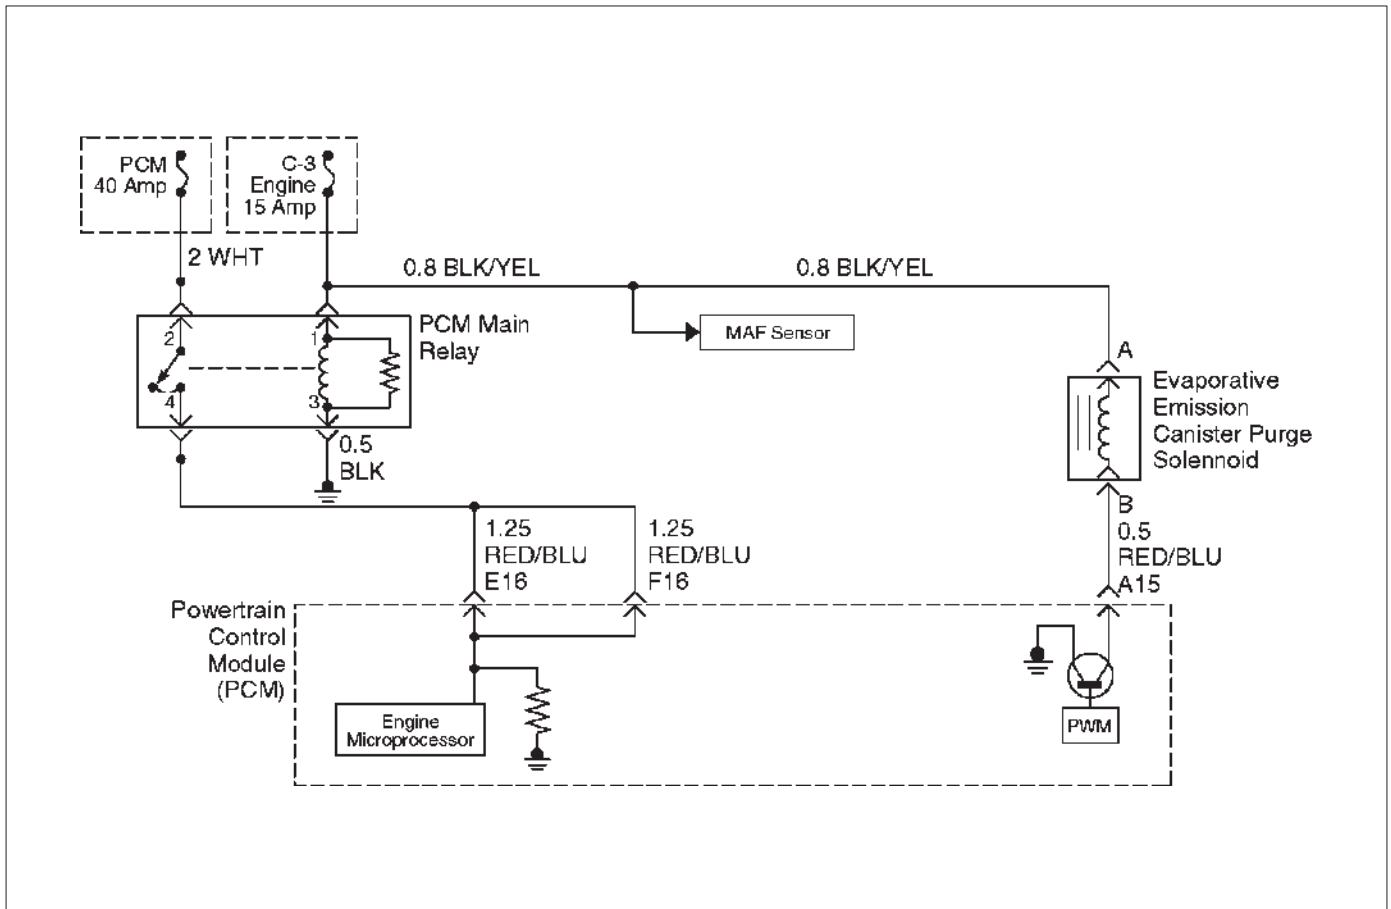 PCM
40 Amp
C-3
Engine
15 Amp
2 WHT
0.8 BLK/YEL
0.8 BLK/YEL
PCM Main
Relay
MAF Sensor
2
1
4
3
0.5
BLK
A
Evaporative
Emission
Canister Purge
Solennoid
B
0.5
RED/BLU
A15
1.25
RED/BLU
E16
1.25
RED/BLU
F16
Powertrain
Control
Module
(PCM)
Engine
Microprocessor
PWM